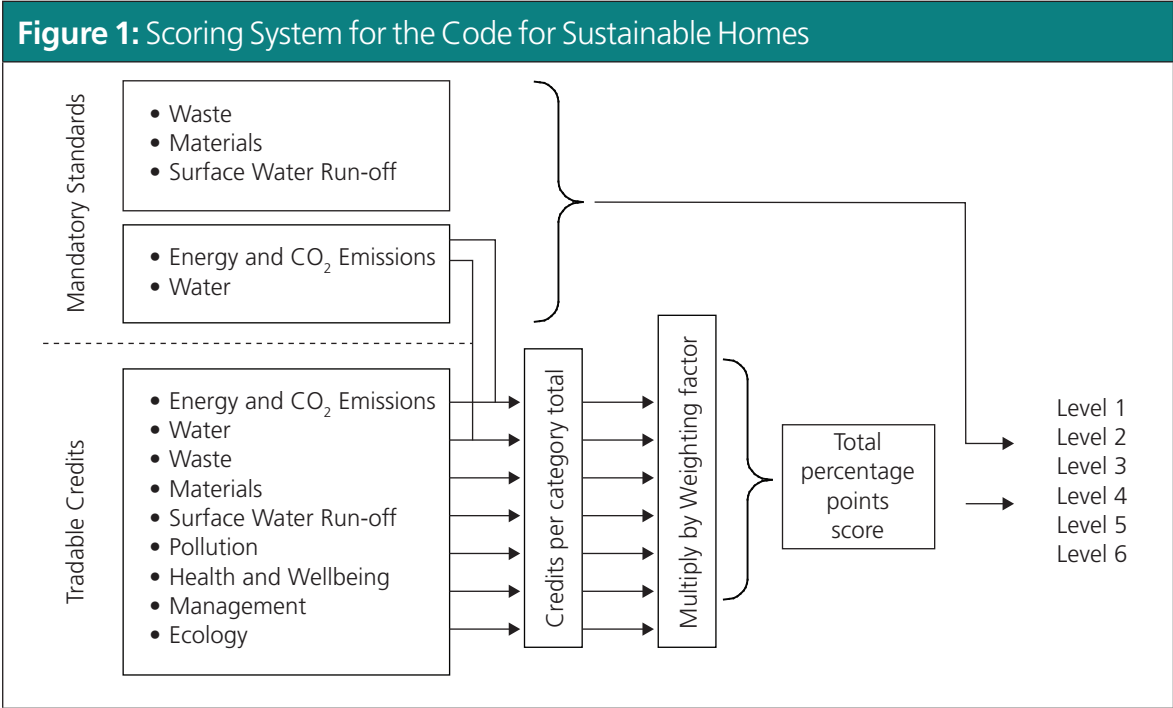 Figure 1: Scoring System for the Code for Sustainable Homes
Mandatory Standards
• Waste
• Materials
• Surface Water Run-off
• Energy and CO₂ Emissions
• Water
Tradable Credits
• Energy and CO₂ Emissions
• Water
• Waste
• Materials
• Surface Water Run-off
• Pollution
• Health and Wellbeing
• Management
• Ecology
Credits per category total
Multiply by Weighting factor
Total
percentage
points
score
Level 1
Level 2
Level 3
Level 4
Level 5
Level 6